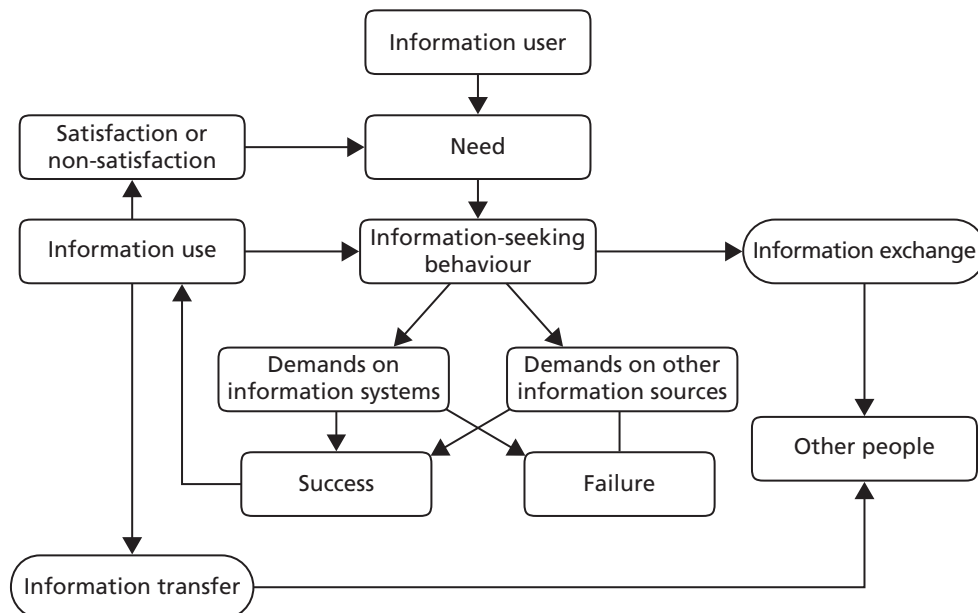 Information user
Satisfaction or
non-satisfaction
Need
Information use
Information-seeking
behaviour
Information exchange
Demands on
information systems
Demands on other
information sources
Other people
Success
Failure
Information transfer